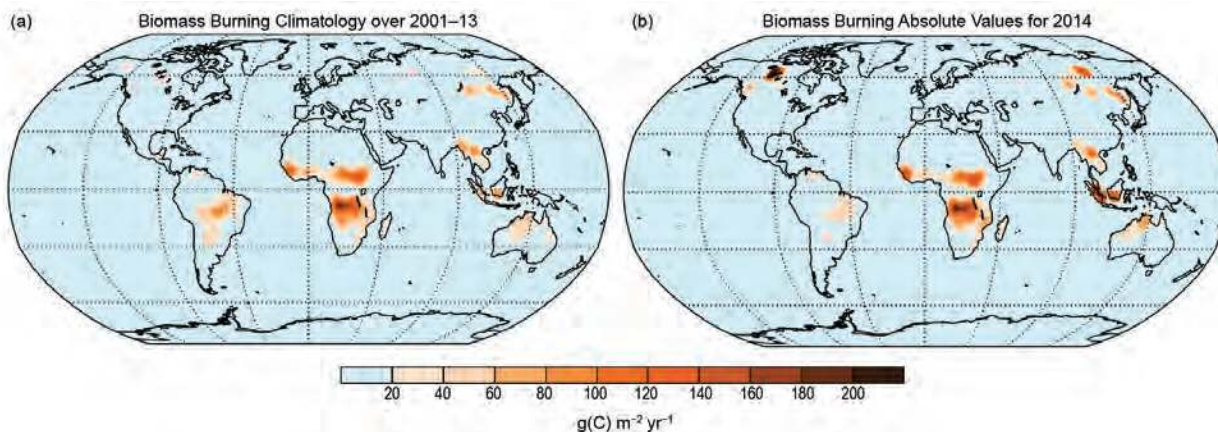 (a) Biomass Burning Climatology over 2001–13
(b) Biomass Burning Absolute Values for 2014
20 40 60 80 100 120 140 160 180 200
g(C) m⁻² yr⁻¹